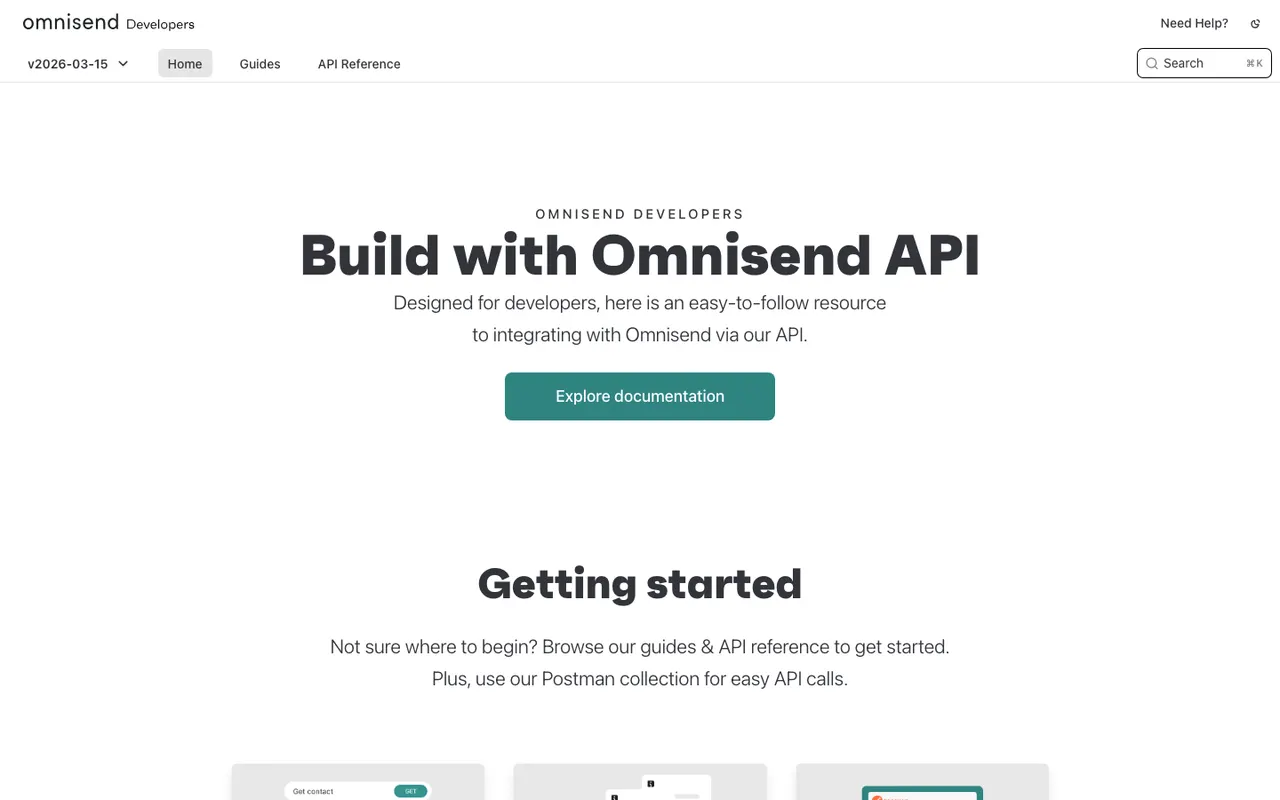 omnisend Developers
Need Help?
v2026-03-15
Home
Guides
API Reference
Search
⌘K
OMNISEND DEVELOPERS
Build with Omnisend API
Designed for developers, here is an easy-to-follow resource
to integrating with Omnisend via our API.
Explore documentation
Getting started
Not sure where to begin? Browse our guides & API reference to get started.
Plus, use our Postman collection for easy API calls.
Get contact
GET